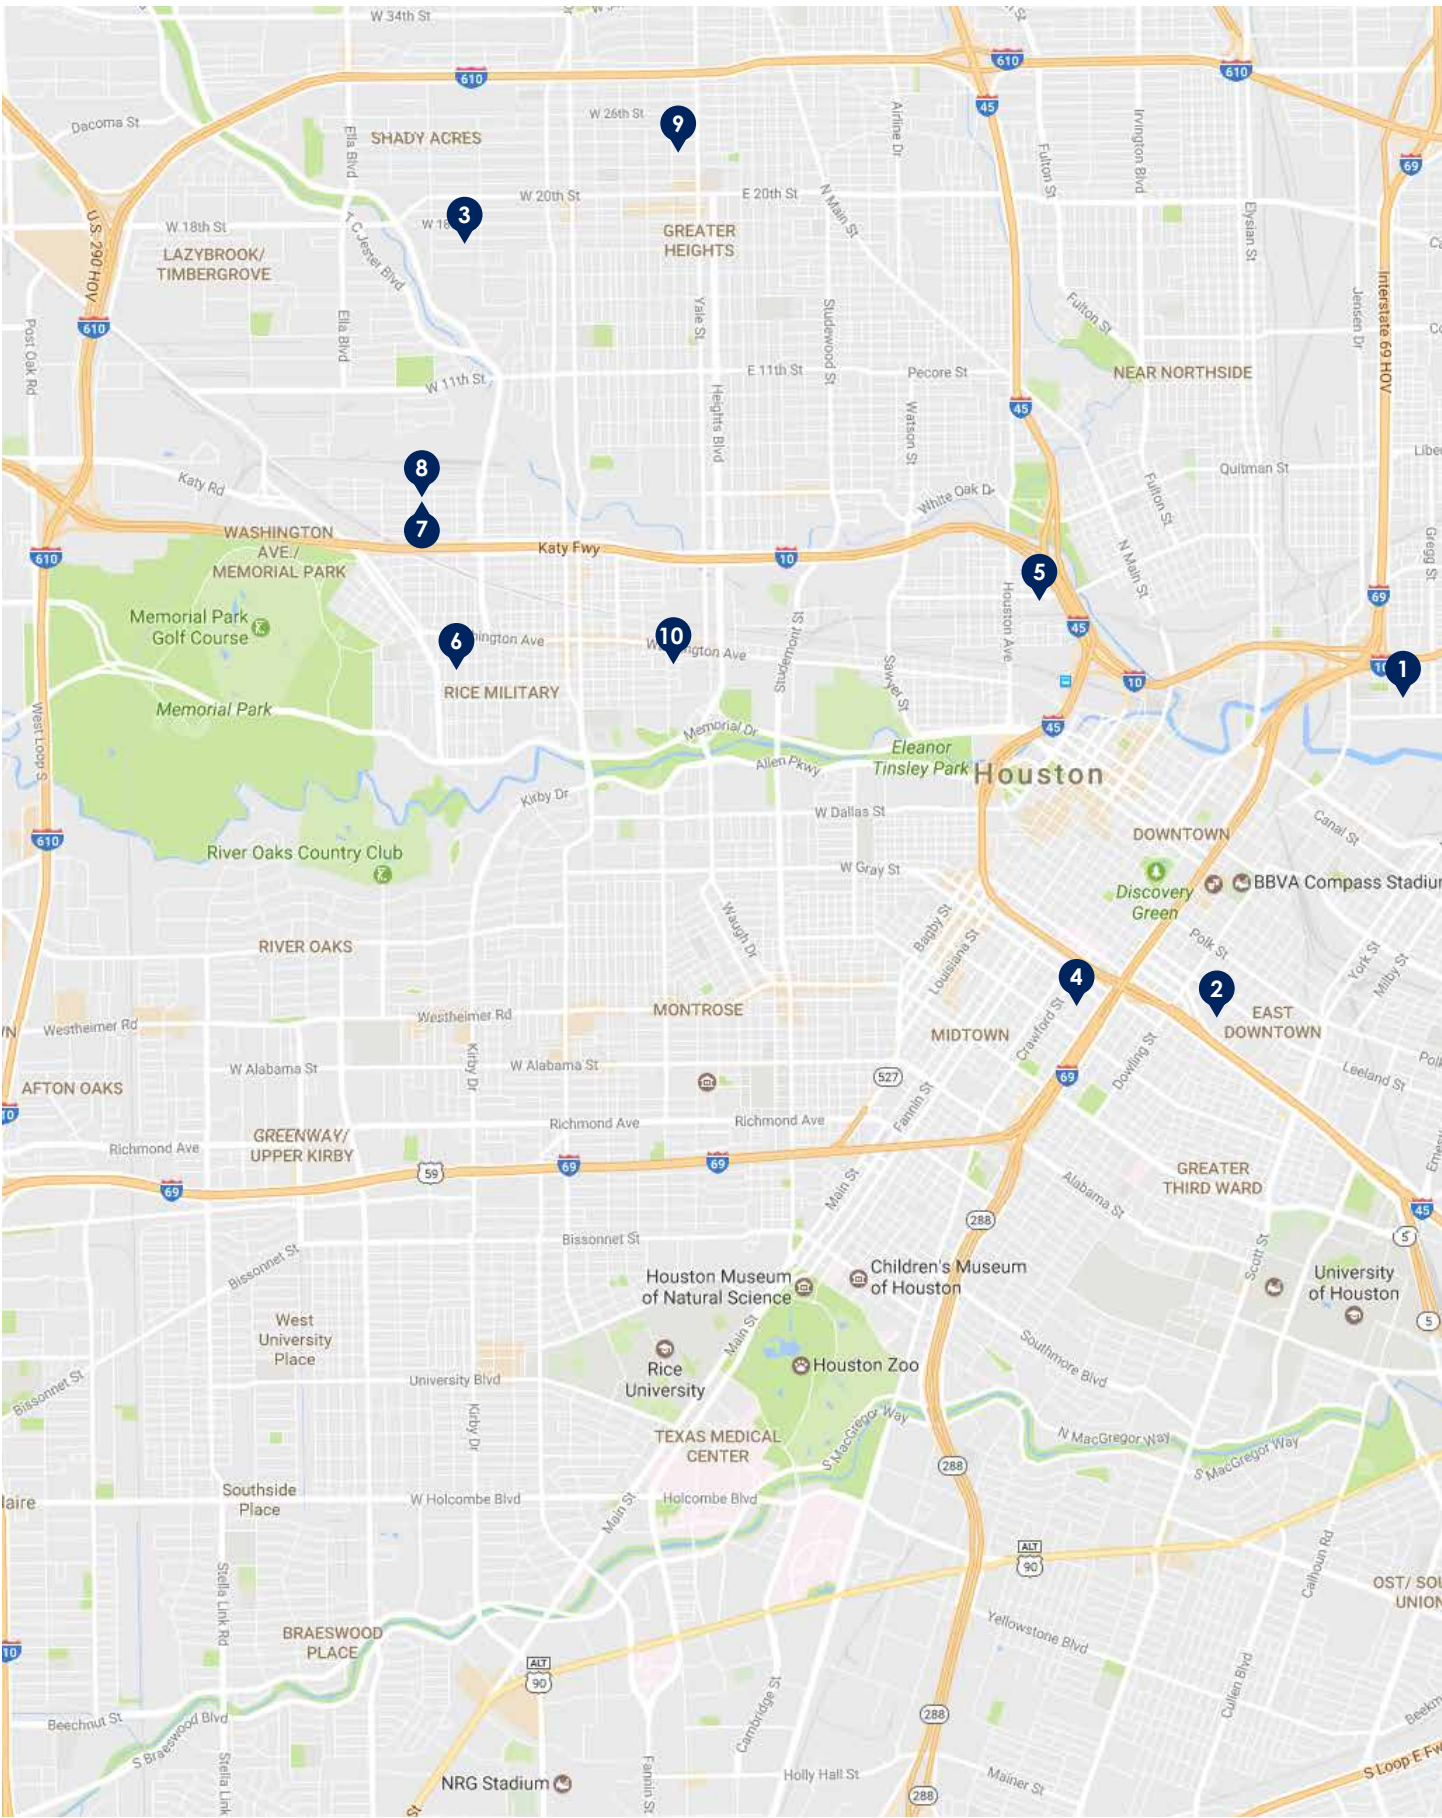 W 34th St
610
610
610
45
W 26th St
9
Dacoma St
SHADY ACRES
Ella Blvd
Airline Dr
Fulton St
Irvington Blvd
69
W 20th St
E 20th St
N Main St
3
W 18th St
GREATER
HEIGHTS
Elysian St
U.S. 290 HOV
LAZYBROOK/
TIMBERGROVE
T C Jester Blvd
610
Post Oak Rd
Ella Blvd
Yale St
Studewood St
Fulton St
Jensen Dr
Interstate 69 HOV
W 11th St
E 11th St
Pecore St
NEAR NORTHSIDE
45
Heights Blvd
Watson St
8
Katy Rd
Quitman St
White Oak D
Fulton St
7
WASHINGTON
AVE./
MEMORIAL PARK
Katy Fwy
10
610
N Main St
Gregg St
5
69
Houston Ave
Memorial Park
Golf Course
6
ington Ave
10
ngton Ave
45
Studemont St
Sawyer St
1
RICE MILITARY
10
Memorial Park
West Loop S
Memorial Dr
45
Eleanor
Tinsley Park
Houston
Allen Pkwy
Kirby Dr
W Dallas St
DOWNTOWN
Canal St
610
River Oaks Country Club
W Gray St
Discovery
Green
BBVA Compass Stadiu
Waugh Dr
Bagby St
Louisiana St
Polk St
York St
Milby St
RIVER OAKS
4
2
MONTROSE
MIDTOWN
Crawford St
EAST
DOWNTOWN
Westheimer Rd
Westheimer Rd
Kirby Dr
W Alabama St
W Alabama St
527
69
Dowling St
Leeland St
AFTON OAKS
Fannin St
Richmond Ave
Richmond Ave
Richmond Ave
GREENWAY/
UPPER KIRBY
69
59
69
69
GREATER
THIRD WARD
Main St
Alabama St
45
288
5
Bissonnet St
Bissonnet St
Scott St
Houston Museum
of Natural Science
Children's Museum
of Houston
University
of Houston
5
West
University
Place
Main St
Southmore Blvd
Rice
University
Houston Zoo
University Blvd
Bissonnet St
Kirby Dr
S MacGregor Way
N MacGregor Way
S MacGregor Way
TEXAS MEDICAL
CENTER
288
Southside
Place
W Holcombe Blvd
Holcombe Blvd
Main St
ALT
90
Calhoun Rd
Stella Link Rd
Yellowstone Blvd
BRAESWOOD
PLACE
ALT
90
Cullen Blvd
Cambridge St
288
Beechnut St
S Braeswood Blvd
Stella Link
Fannin St
NRG Stadium
Holly Hall St
Mainer St
288
S Loop E Fw